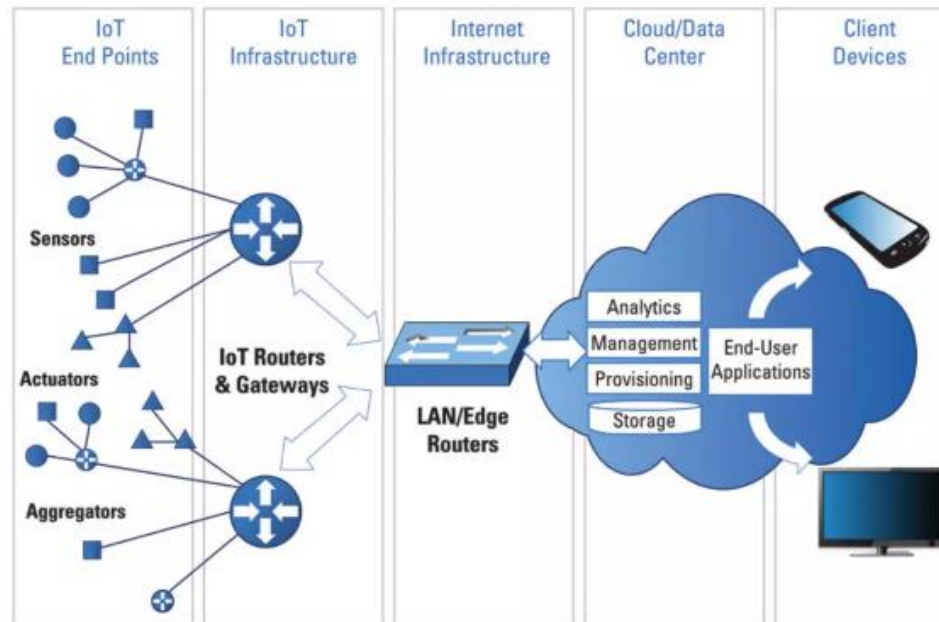 IoT
End Points
IoT
Infrastructure
Internet
Infrastructure
Cloud/Data
Center
Client
Devices
Sensors
Actuators
Aggregators
IoT Routers
& Gateways
LAN/Edge
Routers
Analytics
Management
Provisioning
Storage
End-User
Applications